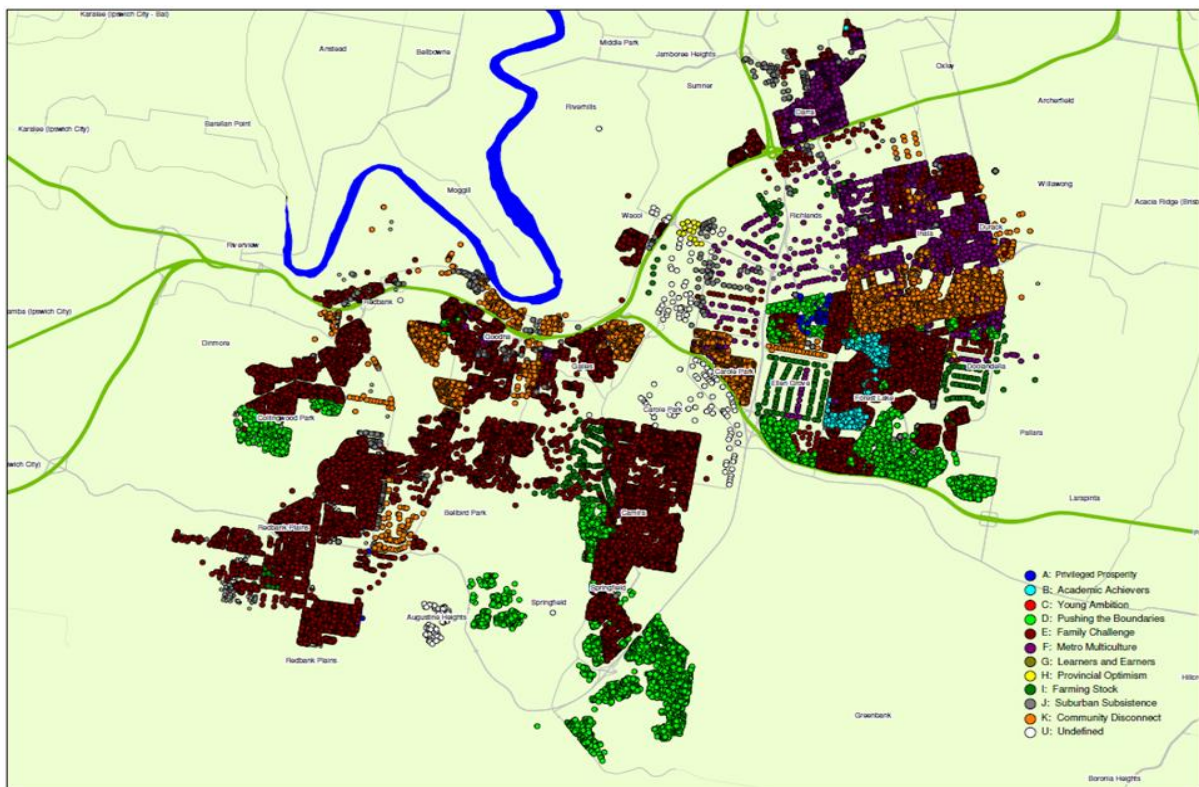 Karalee (Ipswich City - Bal)
Anstead
Bellbowrie
Middle Park
Jamboree Heights
Sumner
Oxley
Riverhills
Darra
Archerfield
Karalee (Ipswich City)
Barellan Point
Moggill
Wacol
Richlands
Willawong
Riverview
Inala
Durack
Redbank
Dinmore
Goodna
Gailes
Carole Park
Ellen Grove
Doolandella
Forest Lake
Carole Park
Collingwood Park
Pallara
Larapinta
Bellbird Park
Camira
Redbank Plains
Springfield
Springfield
Augustine Heights
Redbank Plains
Greenbank
Boronia Heights
A: Privileged Prosperity
B: Academic Achievers
C: Young Ambition
D: Pushing the Boundaries
E: Family Challenge
F: Metro Multiculture
G: Learners and Earners
H: Provincial Optimism
I: Farming Stock
J: Suburban Subsistence
K: Community Disconnect
U: Undefined